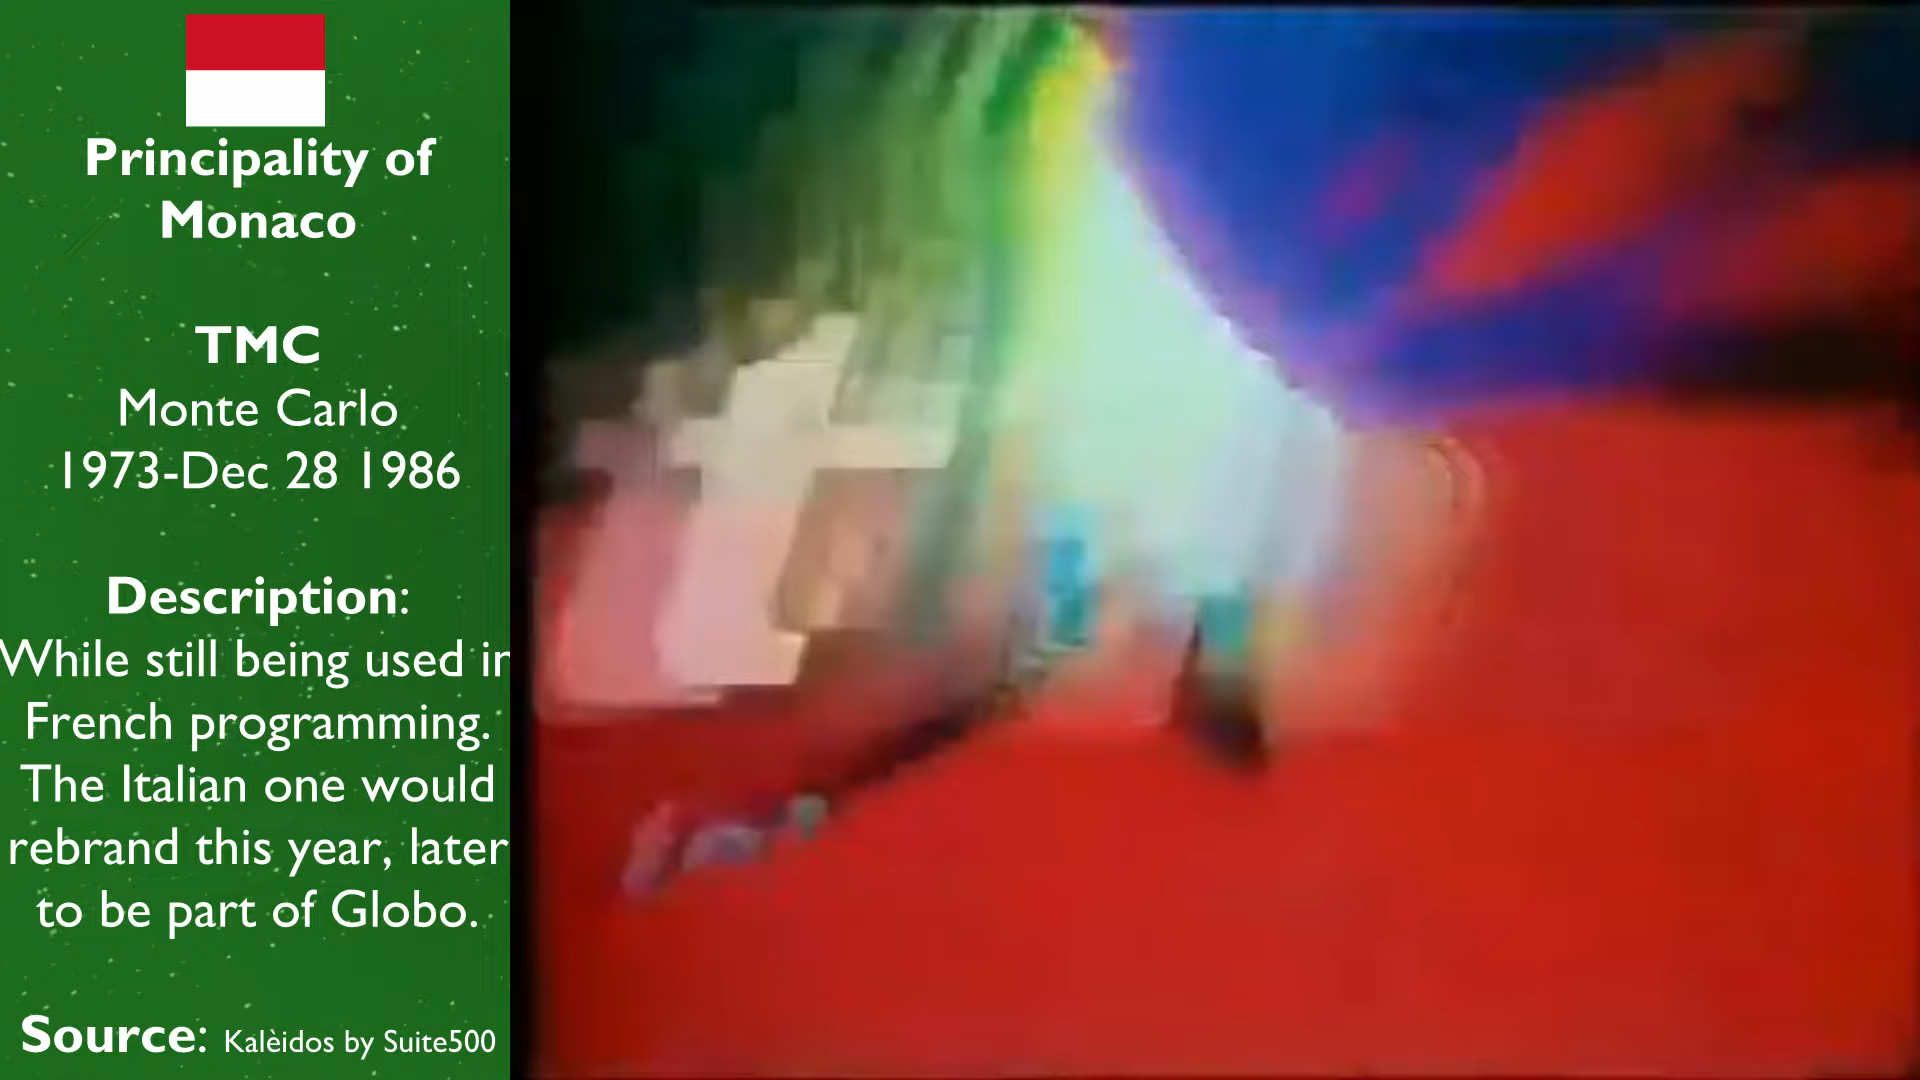 Principality of
Monaco
TMC
Monte Carlo
1973-Dec 28 1986
Description:
While still being used in
French programming.
The Italian one would
rebrand this year, later
to be part of Globo.
Source: Kalèidos by Suite500